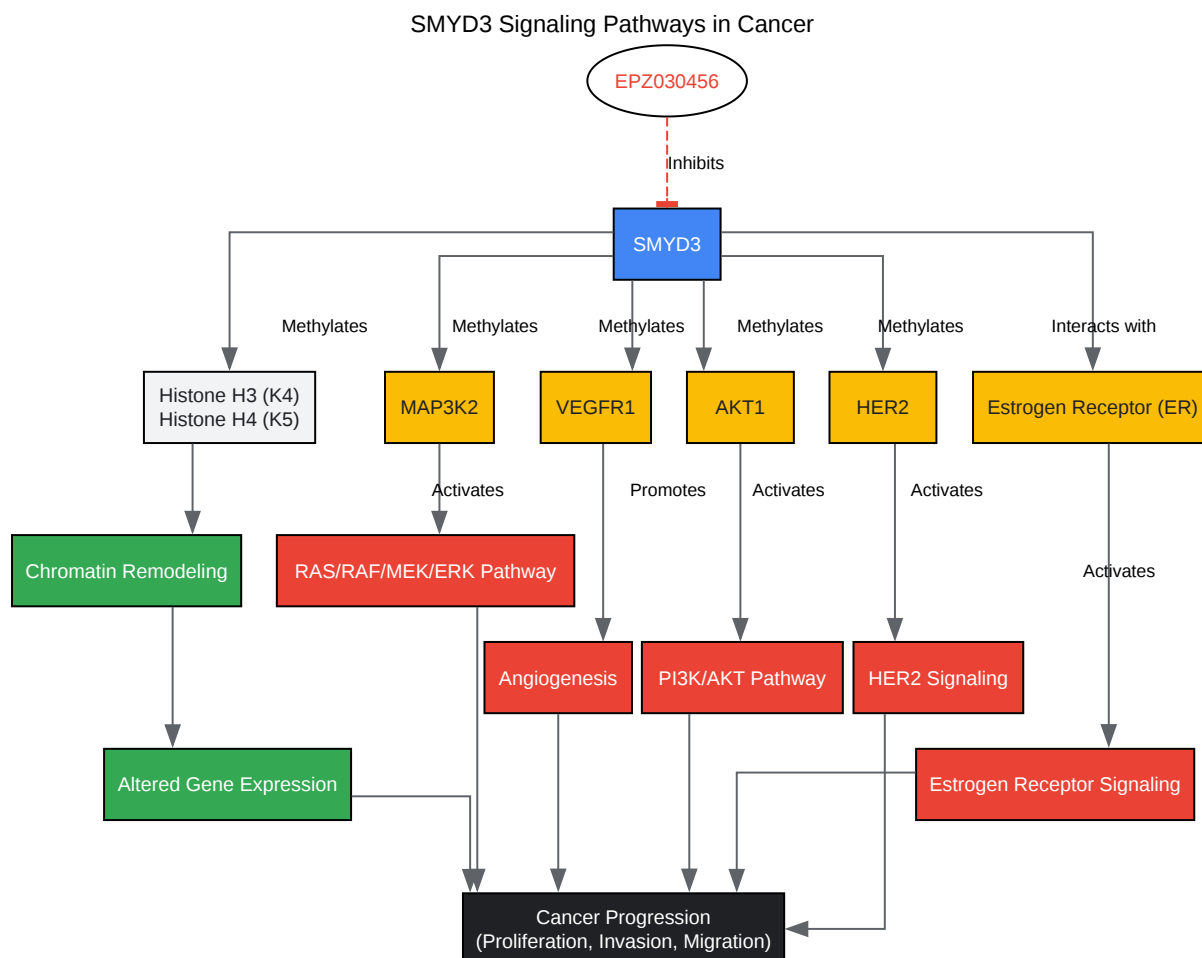 SMYD3 Signaling Pathways in Cancer
EPZ030456
Inhibits
SMYD3
Methylates
Methylates
Methylates
Methylates
Methylates
Interacts with
Histone H3 (K4)
Histone H4 (K5)
MAP3K2
VEGFR1
AKT1
HER2
Estrogen Receptor (ER)
Activates
Promotes
Activates
Activates
Chromatin Remodeling
RAS/RAF/MEK/ERK Pathway
Activates
Angiogenesis
PI3K/AKT Pathway
HER2 Signaling
Altered Gene Expression
Estrogen Receptor Signaling
Cancer Progression
(Proliferation, Invasion, Migration)